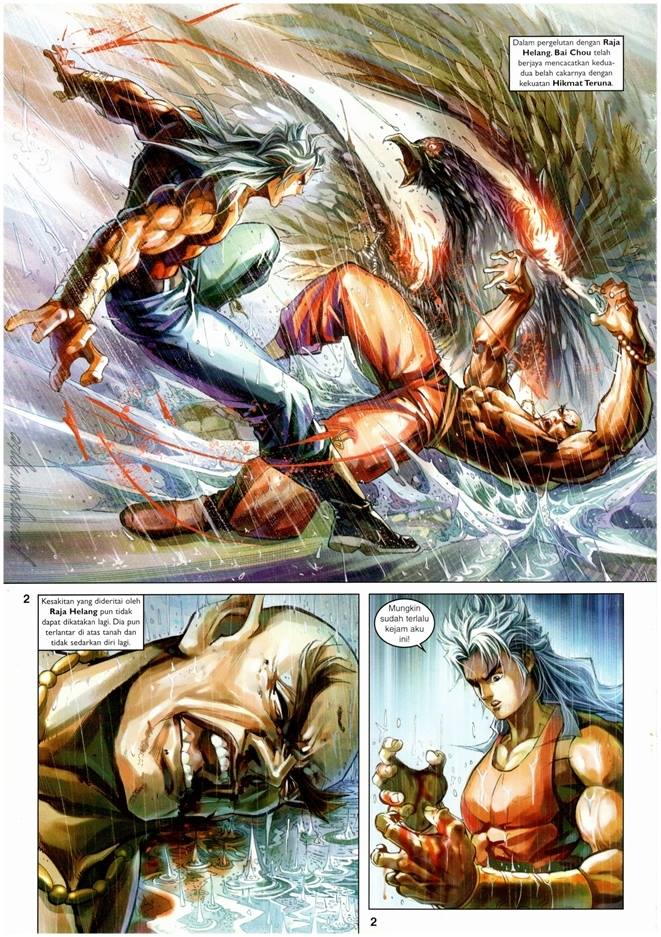 Dalam pergelutan dengan Raja
Helang, Bai Chou telah
berjaya mencacatkan kedua-
dua belah cakarnya dengan
kekuatan Hikmat Teruna.
2
Kesakitan yang dideritai oleh
Raja Helang pun tidak
dapat dikatakan lagi. Dia pun
terlantar di atas tanah dan
tidak sedarkan diri lagi.
Mungkin
sudah terlalu
kejam aku
ini!
2